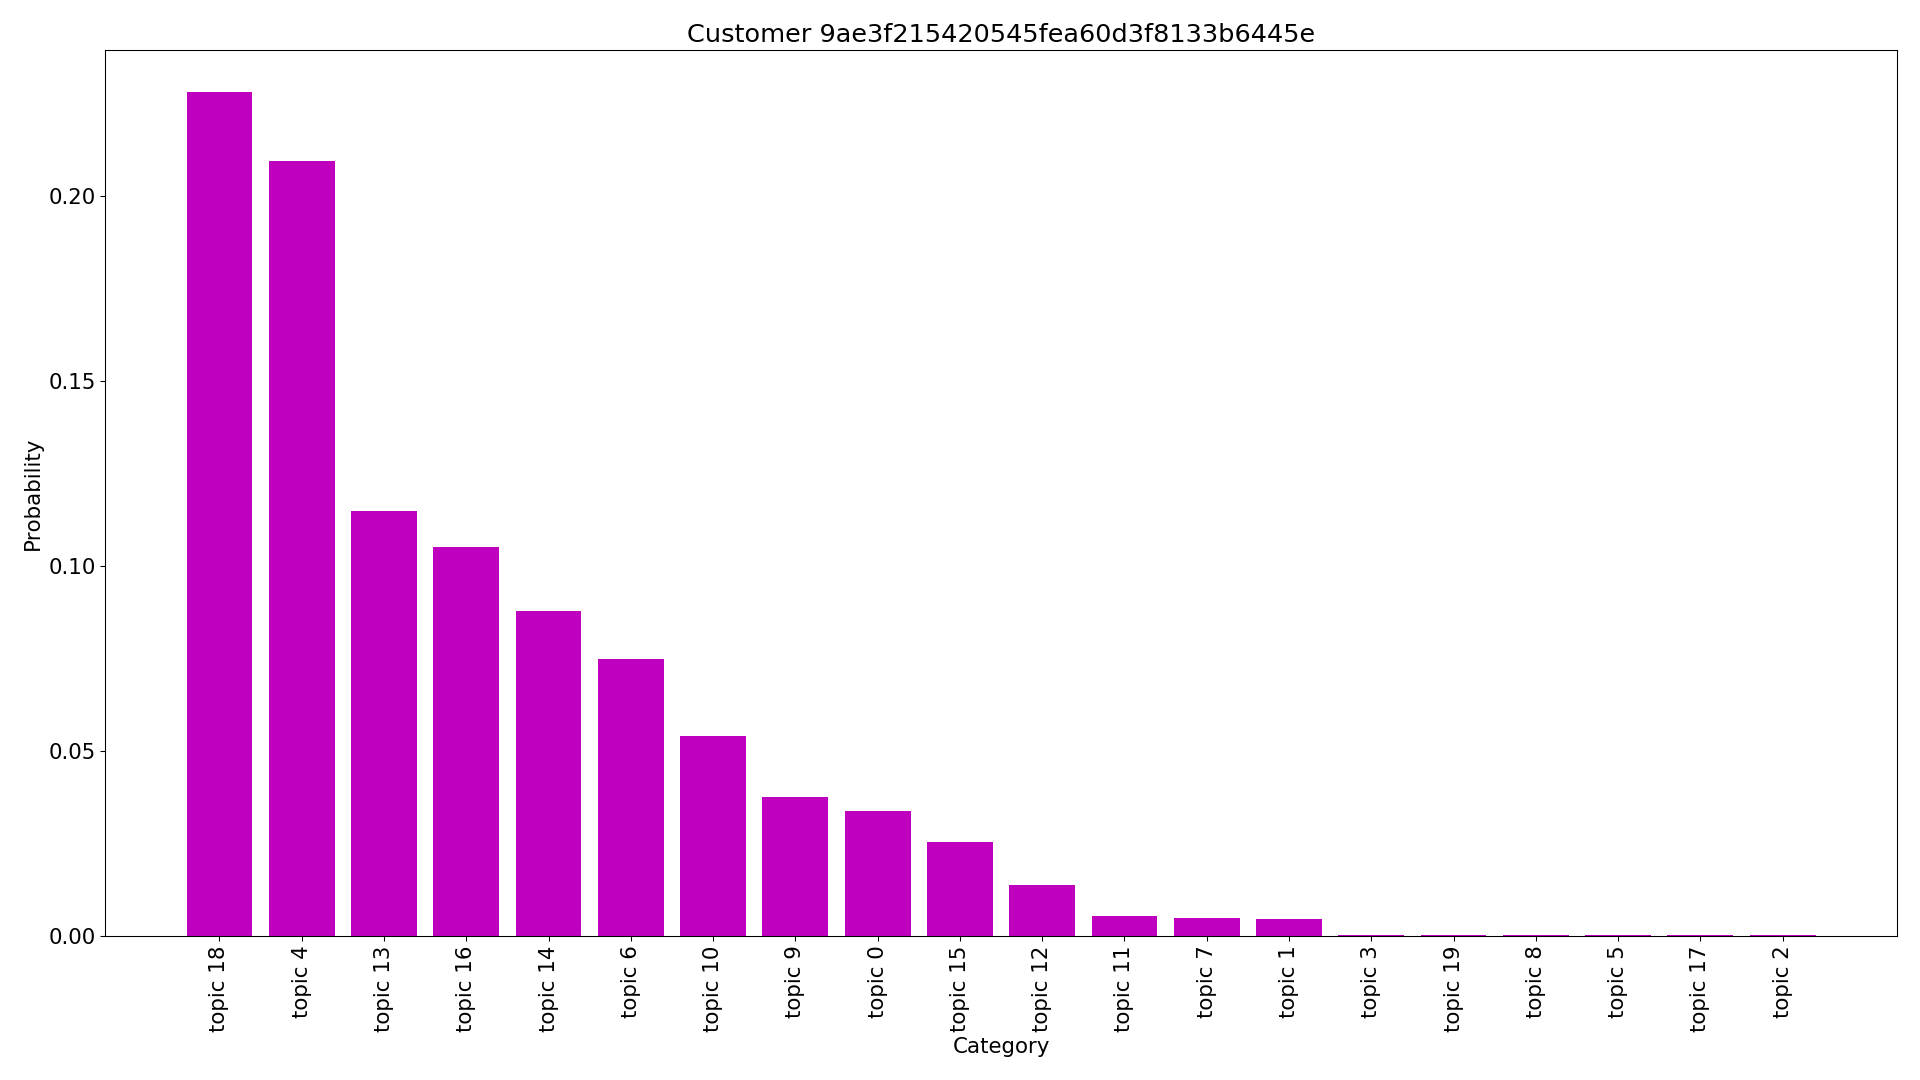 Customer 9ae3f215420545fea60d3f8133b6445e
Probability
0.20
0.15
0.10
0.05
0.00
topic 18
topic 4
topic 13
topic 16
topic 14
topic 6
topic 10
topic 9
topic 0
topic 15
topic 12
topic 11
topic 7
topic 1
topic 3
topic 19
topic 8
topic 5
topic 17
topic 2
Category